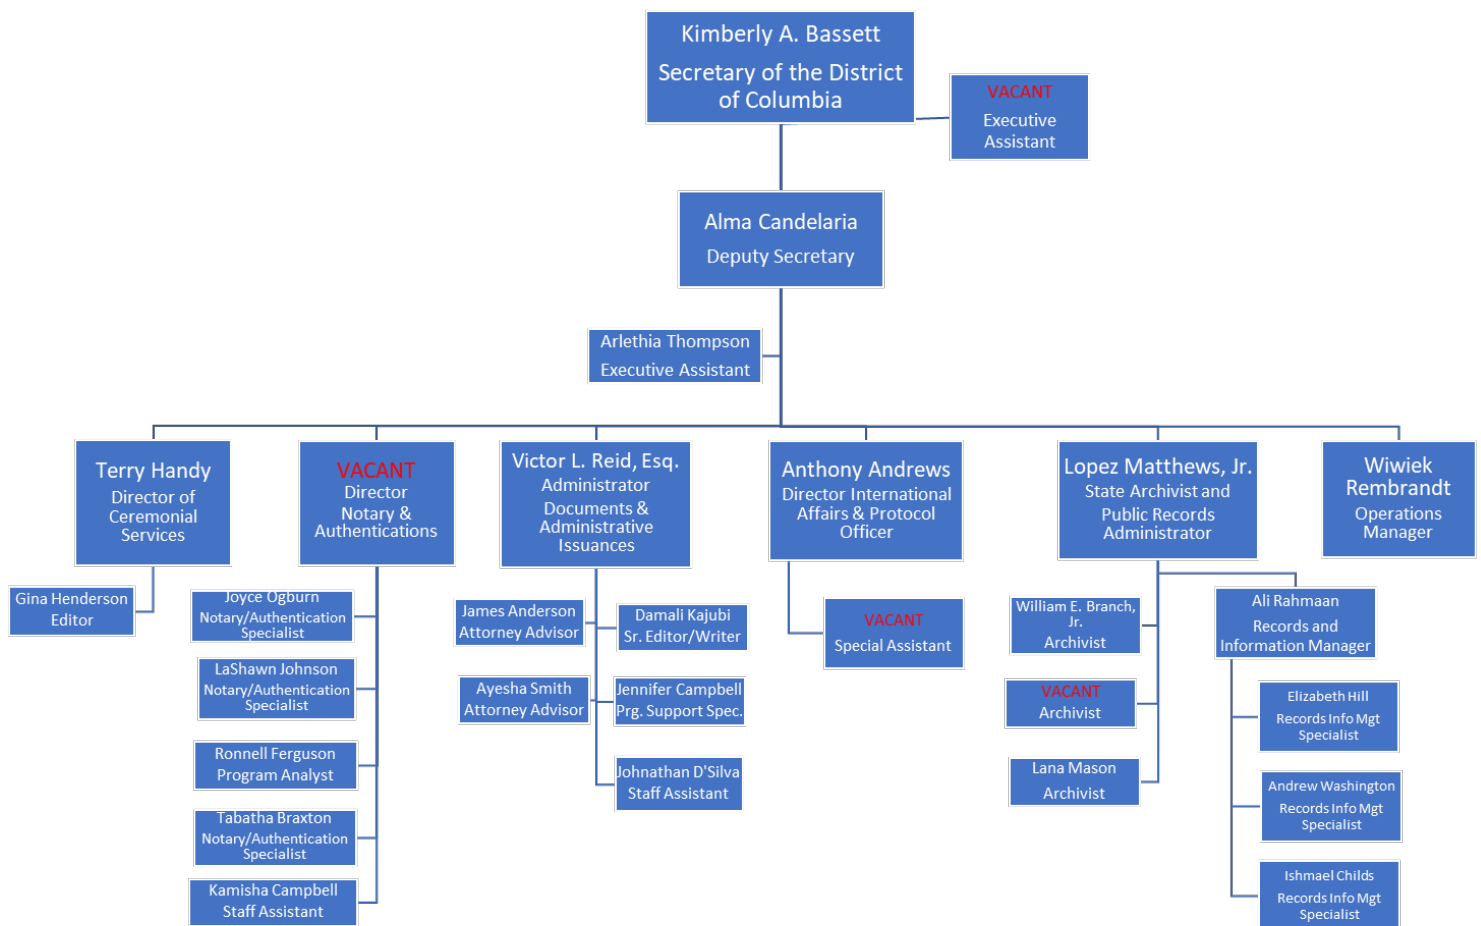 Kimberly A. Bassett
Secretary of the District
of Columbia
VACANT
Executive
Assistant
Alma Candelaria
Deputy Secretary
Arlethia Thompson
Executive Assistant
Terry Handy
Director of
Ceremonial
Services
Gina Henderson
Editor
VACANT
Director
Notary &
Authentications
Joyce Ogburn
Notary/Authentication
Specialist
LaShawn Johnson
Notary/Authentication
Specialist
Ronnell Ferguson
Program Analyst
Tabatha Braxton
Notary/Authentication
Specialist
Kamisha Campbell
Staff Assistant
Victor L. Reid, Esq.
Administrator
Documents &
Administrative
Issuances
James Anderson
Attorney Advisor
Damali Kajubi
Sr. Editor/Writer
Ayesha Smith
Attorney Advisor
Jennifer Campbell
Prg. Support Spec.
Johnathan D'Silva
Staff Assistant
Anthony Andrews
Director International
Affairs & Protocol
Officer
VACANT
Special Assistant
Lopez Matthews, Jr.
State Archivist and
Public Records
Administrator
William E. Branch,
Jr.
Archivist
VACANT
Archivist
Lana Mason
Archivist
Ali Rahmaan
Records and
Information Manager
Elizabeth Hill
Records Info Mgt
Specialist
Andrew Washington
Records Info Mgt
Specialist
Ishmael Childs
Records Info Mgt
Specialist
Wiwiek
Rembrandt
Operations
Manager